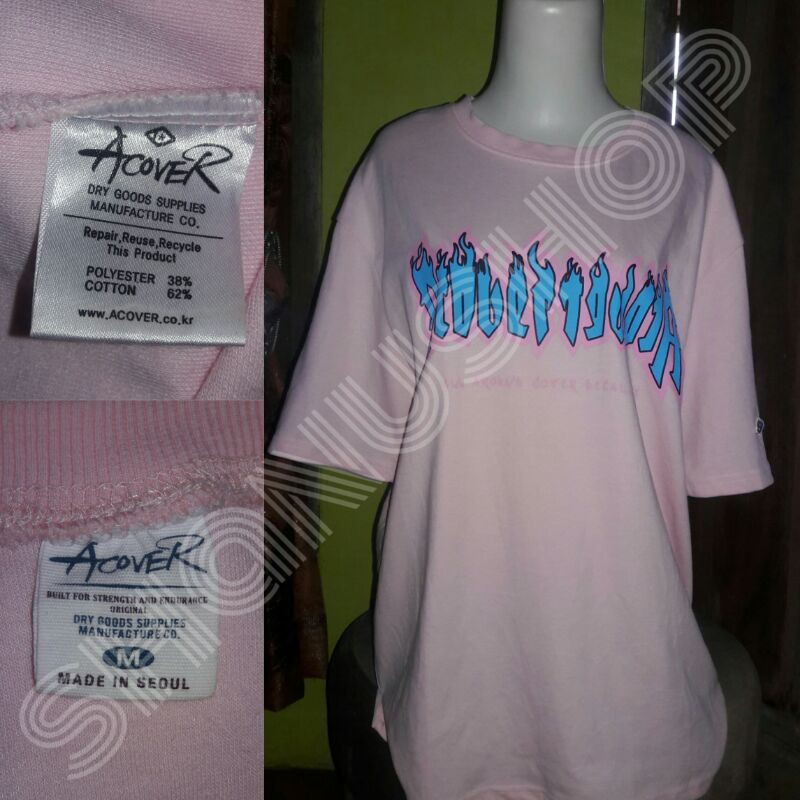 ACOVER
DRY GOODS SUPPLIES
MANUFACTURE CO.
Repair,Reuse,Recycle
This Product
POLYESTER 38%
COTTON 62%
www.ACOVER.co.kr
ACOVER
BUILT FOR STRENGTH AND ENDURANCE
ORIGINAL
DRY GOODS SUPPLIES
MANUFACTURE CO.
M
MADE IN SEOUL
SHANUSHOP